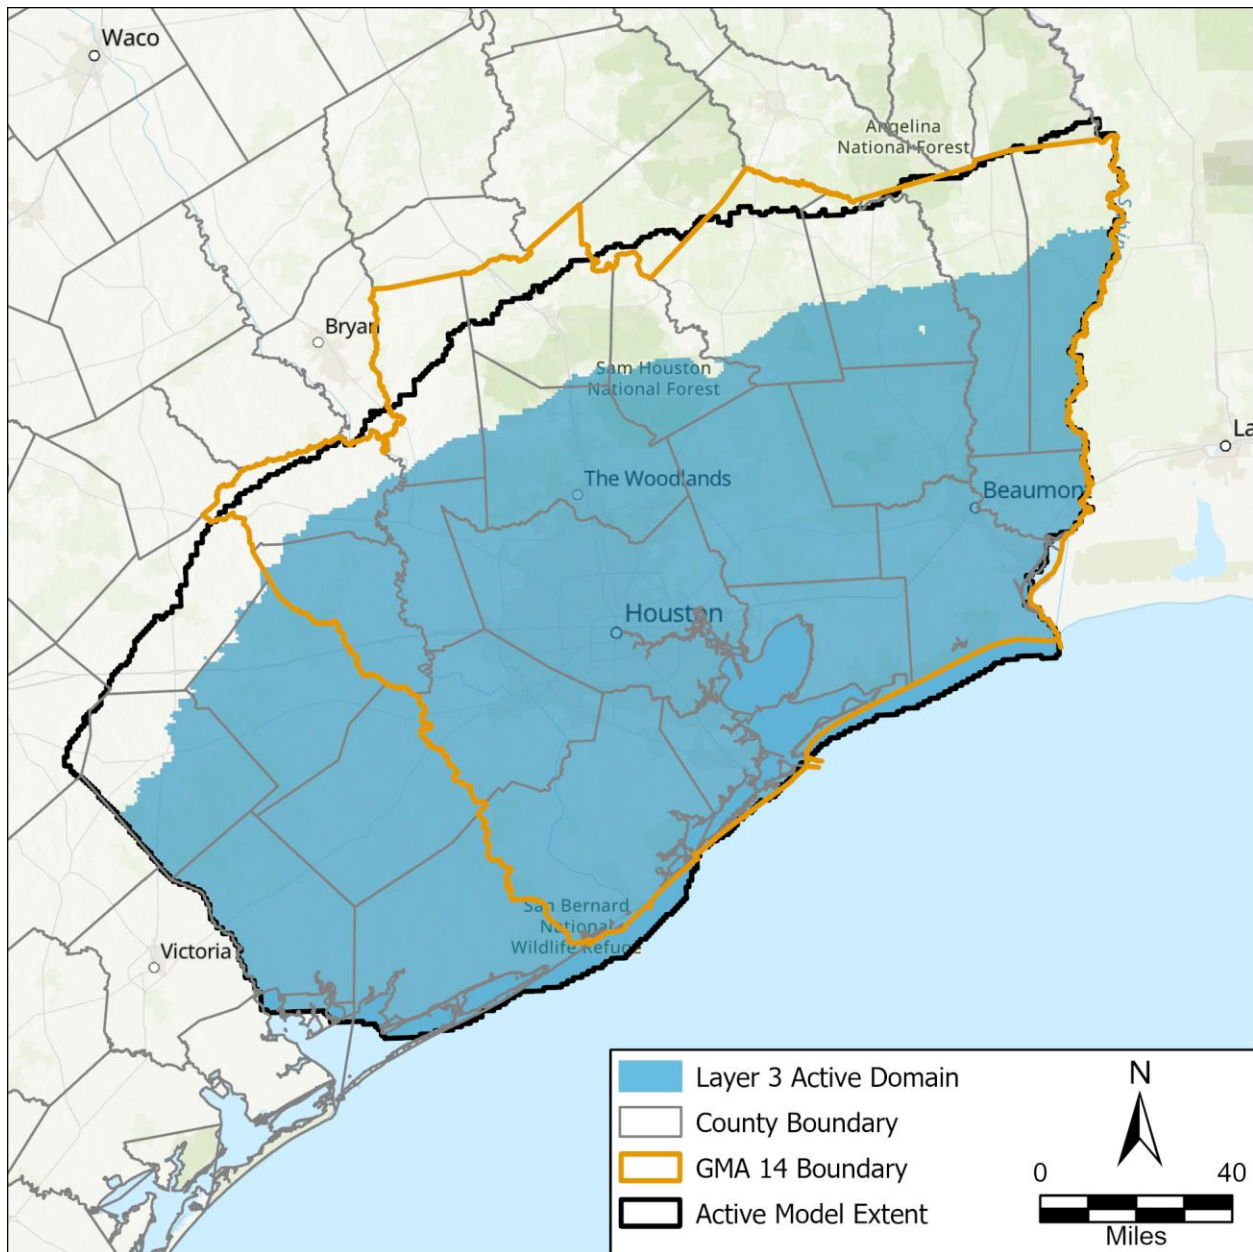 Waco
Angelina
National Forest
Sabin
Bryan
Sam Houston
National Forest
La
The Woodlands
Beaumont
Houston
San Bernard
National
Wildlife Refuge
Victoria
Layer 3 Active Domain
County Boundary
GMA 14 Boundary
Active Model Extent
N
0 40
Miles